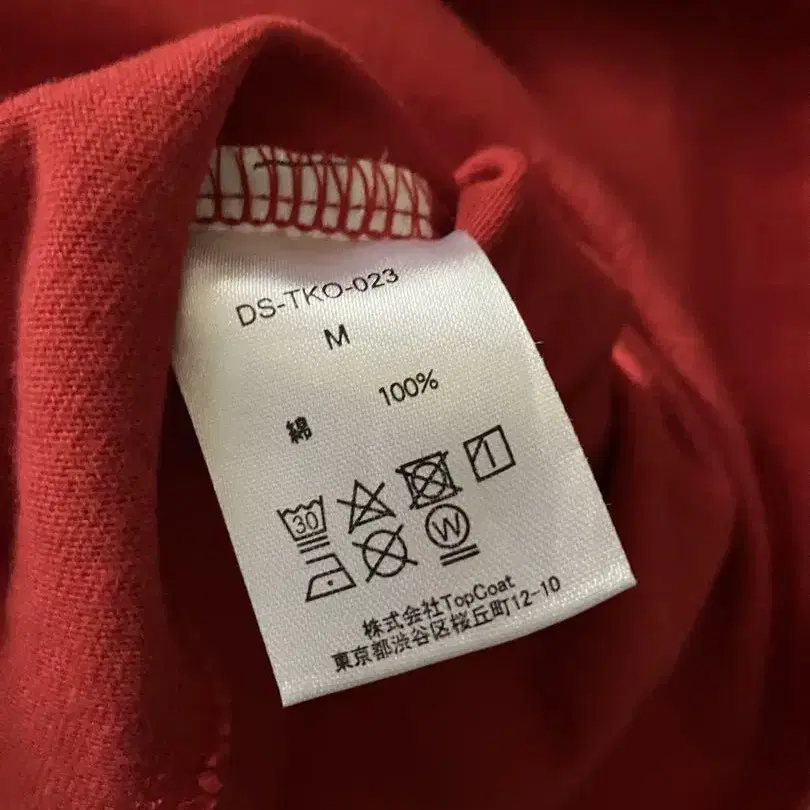 DS-TKO-023
M
綿 100%
30
W
株式会社TopCoat
東京都渋谷区桜丘町12-10